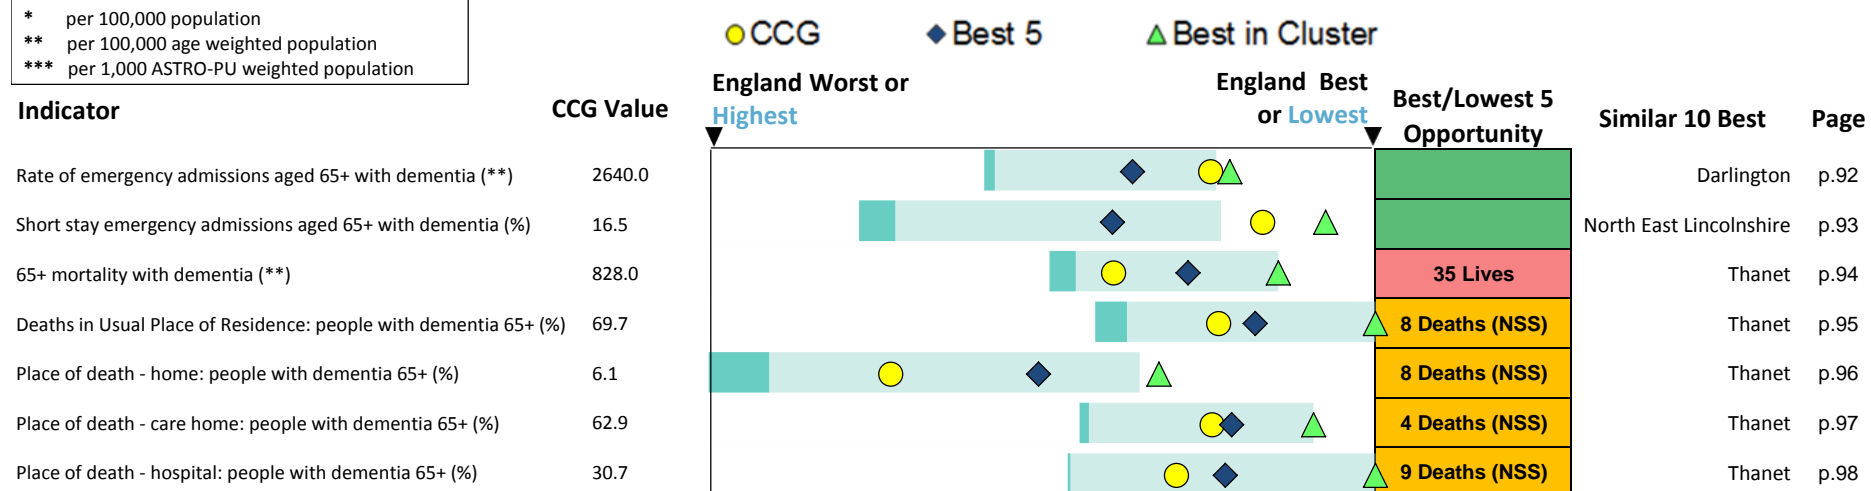 * per 100,000 population
** per 100,000 age weighted population
*** per 1,000 ASTRO-PU weighted population
CCG Best 5 Best in Cluster
Indicator CCG Value
England Worst or
Highest
England Best
or Lowest
Best/Lowest 5
Opportunity
Similar 10 Best Page
Rate of emergency admissions aged 65+ with dementia (**) 2640.0 Darlington p.92
Short stay emergency admissions aged 65+ with dementia (%) 16.5 North East Lincolnshire p.93
65+ mortality with dementia (**) 828.0 35 Lives Thanet p.94
Deaths in Usual Place of Residence: people with dementia 65+ (%) 69.7 8 Deaths (NSS) Thanet p.95
Place of death - home: people with dementia 65+ (%) 6.1 8 Deaths (NSS) Thanet p.96
Place of death - care home: people with dementia 65+ (%) 62.9 4 Deaths (NSS) Thanet p.97
Place of death - hospital: people with dementia 65+ (%) 30.7 9 Deaths (NSS) Thanet p.98